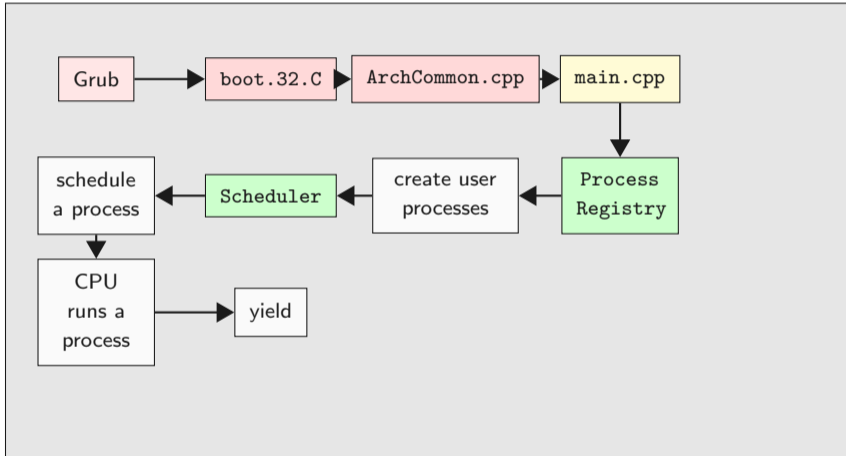 Grub
boot.32.C
ArchCommon.cpp
main.cpp
schedule
a process
Scheduler
create user
processes
Process
Registry
CPU
runs a
process
yield